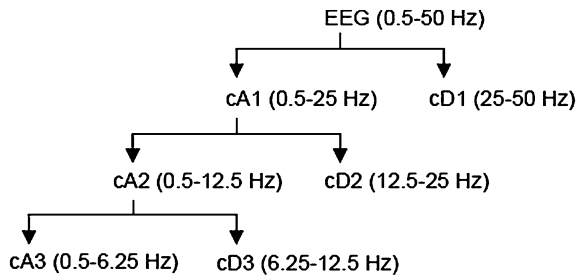 EEG (0.5-50 Hz)
cA1 (0.5-25 Hz) cD1 (25-50 Hz)
cA2 (0.5-12.5 Hz) cD2 (12.5-25 Hz)
cA3 (0.5-6.25 Hz) cD3 (6.25-12.5 Hz)